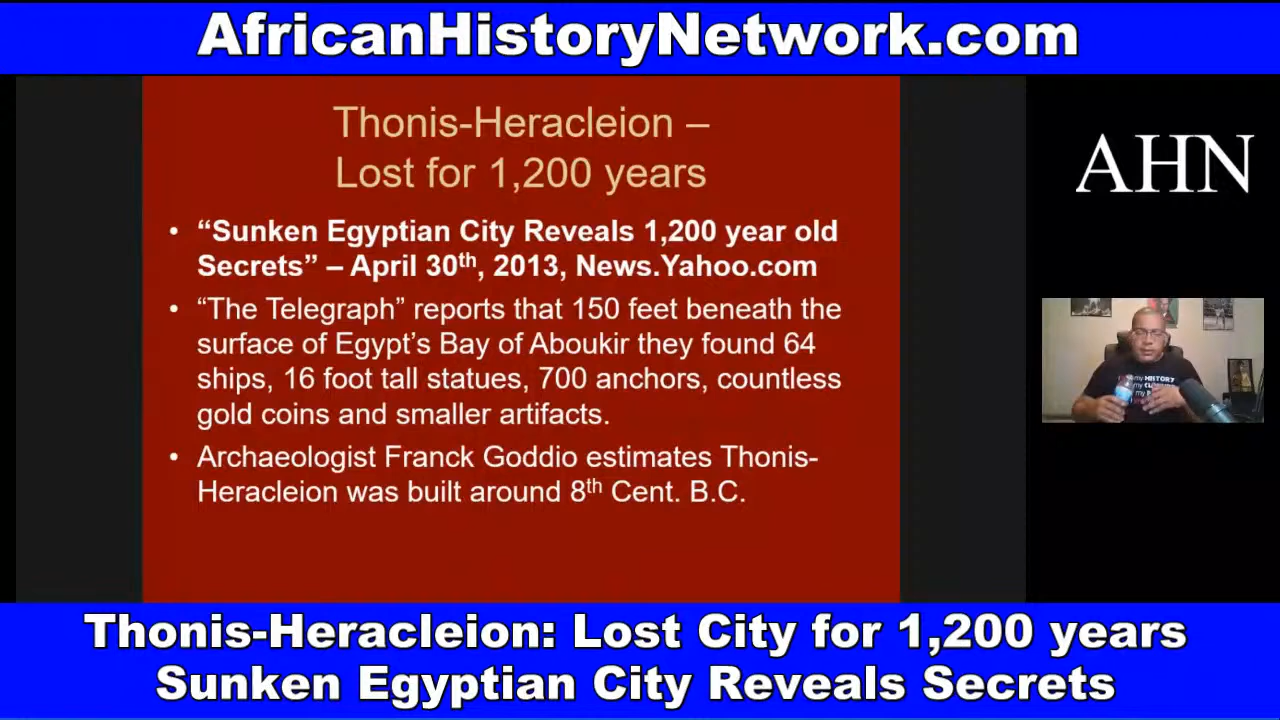 AfricanHistoryNetwork.com
Thonis-Heracleion –
Lost for 1,200 years
• “Sunken Egyptian City Reveals 1,200 year old
Secrets” – April 30th, 2013, News.Yahoo.com
• “The Telegraph” reports that 150 feet beneath the
surface of Egypt’s Bay of Aboukir they found 64
ships, 16 foot tall statues, 700 anchors, countless
gold coins and smaller artifacts.
• Archaeologist Franck Goddio estimates Thonis-
Heracleion was built around 8th Cent. B.C.
AHN
my HISTORY
my
my
Thonis-Heracleion: Lost City for 1,200 years
Sunken Egyptian City Reveals Secrets